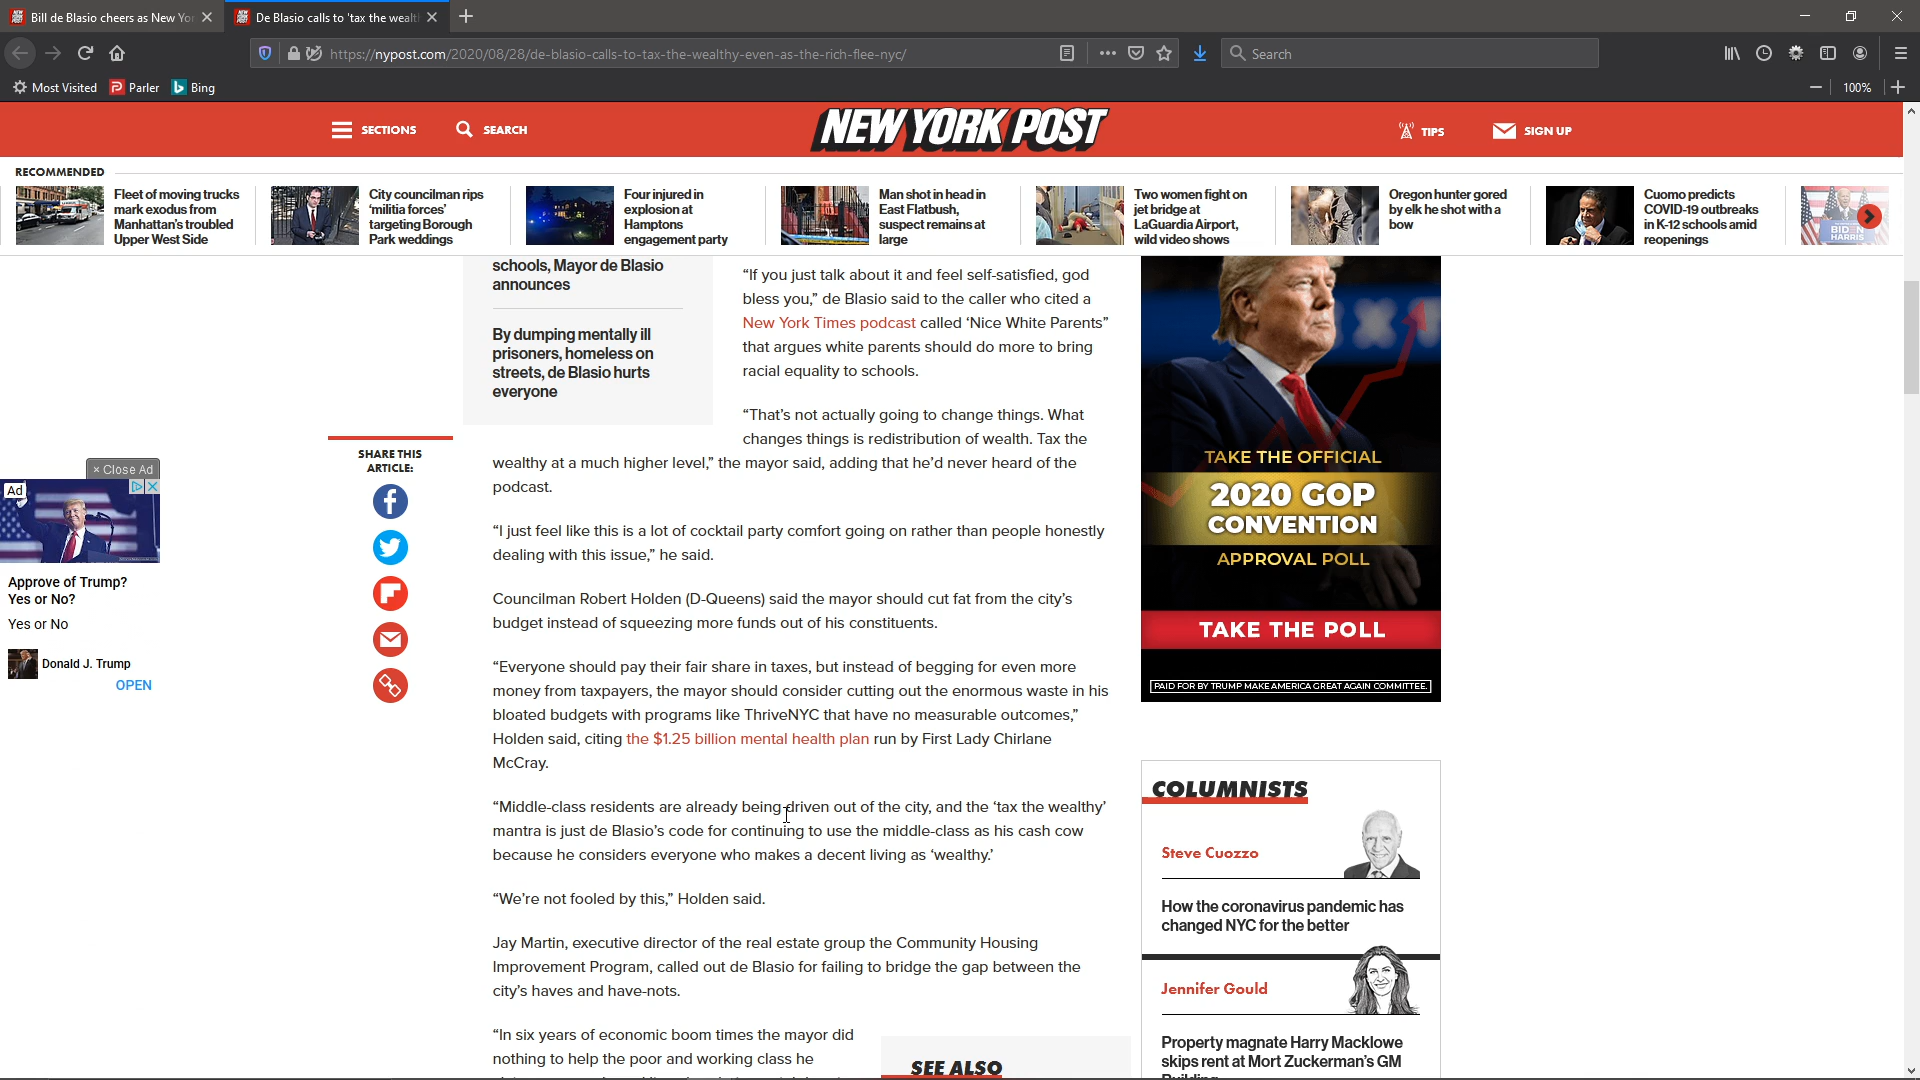 Bill de Blasio cheers as New Yor
De Blasio calls to 'tax the wealt
https://nypost.com/2020/08/28/de-blasio-calls-to-tax-the-wealthy-even-as-the-rich-flee-nyc/
Search
Most Visited
Parler
Bing
100%
SECTIONS
SEARCH
NEW YORK POST
TIPS
SIGN UP
RECOMMENDED
Fleet of moving trucks
mark exodus from
Manhattan's troubled
Upper West Side
City councilman rips
'militia forces'
targeting Borough
Park weddings
Four injured in
explosion at
Hamptons
engagement party
Man shot in head in
East Flatbush,
suspect remains at
large
Two women fight on
jet bridge at
LaGuardia Airport,
wild video shows
Oregon hunter gored
by elk he shot with a
bow
Cuomo predicts
COVID-19 outbreaks
in K-12 schools amid
reopenings
BIDEN
HARRIS
schools, Mayor de Blasio
announces
By dumping mentally ill
prisoners, homeless on
streets, de Blasio hurts
everyone
“If you just talk about it and feel self-satisfied, god
bless you,” de Blasio said to the caller who cited a
New York Times podcast called ‘Nice White Parents”
that argues white parents should do more to bring
racial equality to schools.
“That’s not actually going to change things. What
changes things is redistribution of wealth. Tax the
wealthy at a much higher level,” the mayor said, adding that he’d never heard of the
podcast.
“I just feel like this is a lot of cocktail party comfort going on rather than people honestly
dealing with this issue,” he said.
Councilman Robert Holden (D-Queens) said the mayor should cut fat from the city’s
budget instead of squeezing more funds out of his constituents.
“Everyone should pay their fair share in taxes, but instead of begging for even more
money from taxpayers, the mayor should consider cutting out the enormous waste in his
bloated budgets with programs like ThriveNYC that have no measurable outcomes,”
Holden said, citing the $1.25 billion mental health plan run by First Lady Chirlane
McCray.
“Middle-class residents are already being driven out of the city, and the ‘tax the wealthy’
mantra is just de Blasio’s code for continuing to use the middle-class as his cash cow
because he considers everyone who makes a decent living as ‘wealthy.’
“We’re not fooled by this,” Holden said.
Jay Martin, executive director of the real estate group the Community Housing
Improvement Program, called out de Blasio for failing to bridge the gap between the
city’s haves and have-nots.
“In six years of economic boom times the mayor did
nothing to help the poor and working class he
SEE ALSO
SHARE THIS
ARTICLE:
× Close Ad
Ad
Approve of Trump?
Yes or No?
Yes or No
Donald J. Trump
OPEN
TAKE THE OFFICIAL
2020 GOP
CONVENTION
APPROVAL POLL
TAKE THE POLL
PAID FOR BY TRUMP MAKE AMERICA GREAT AGAIN COMMITTEE.
COLUMNISTS
Steve Cuozzo
How the coronavirus pandemic has
changed NYC for the better
Jennifer Gould
Property magnate Harry Macklowe
skips rent at Mort Zuckerman’s GM